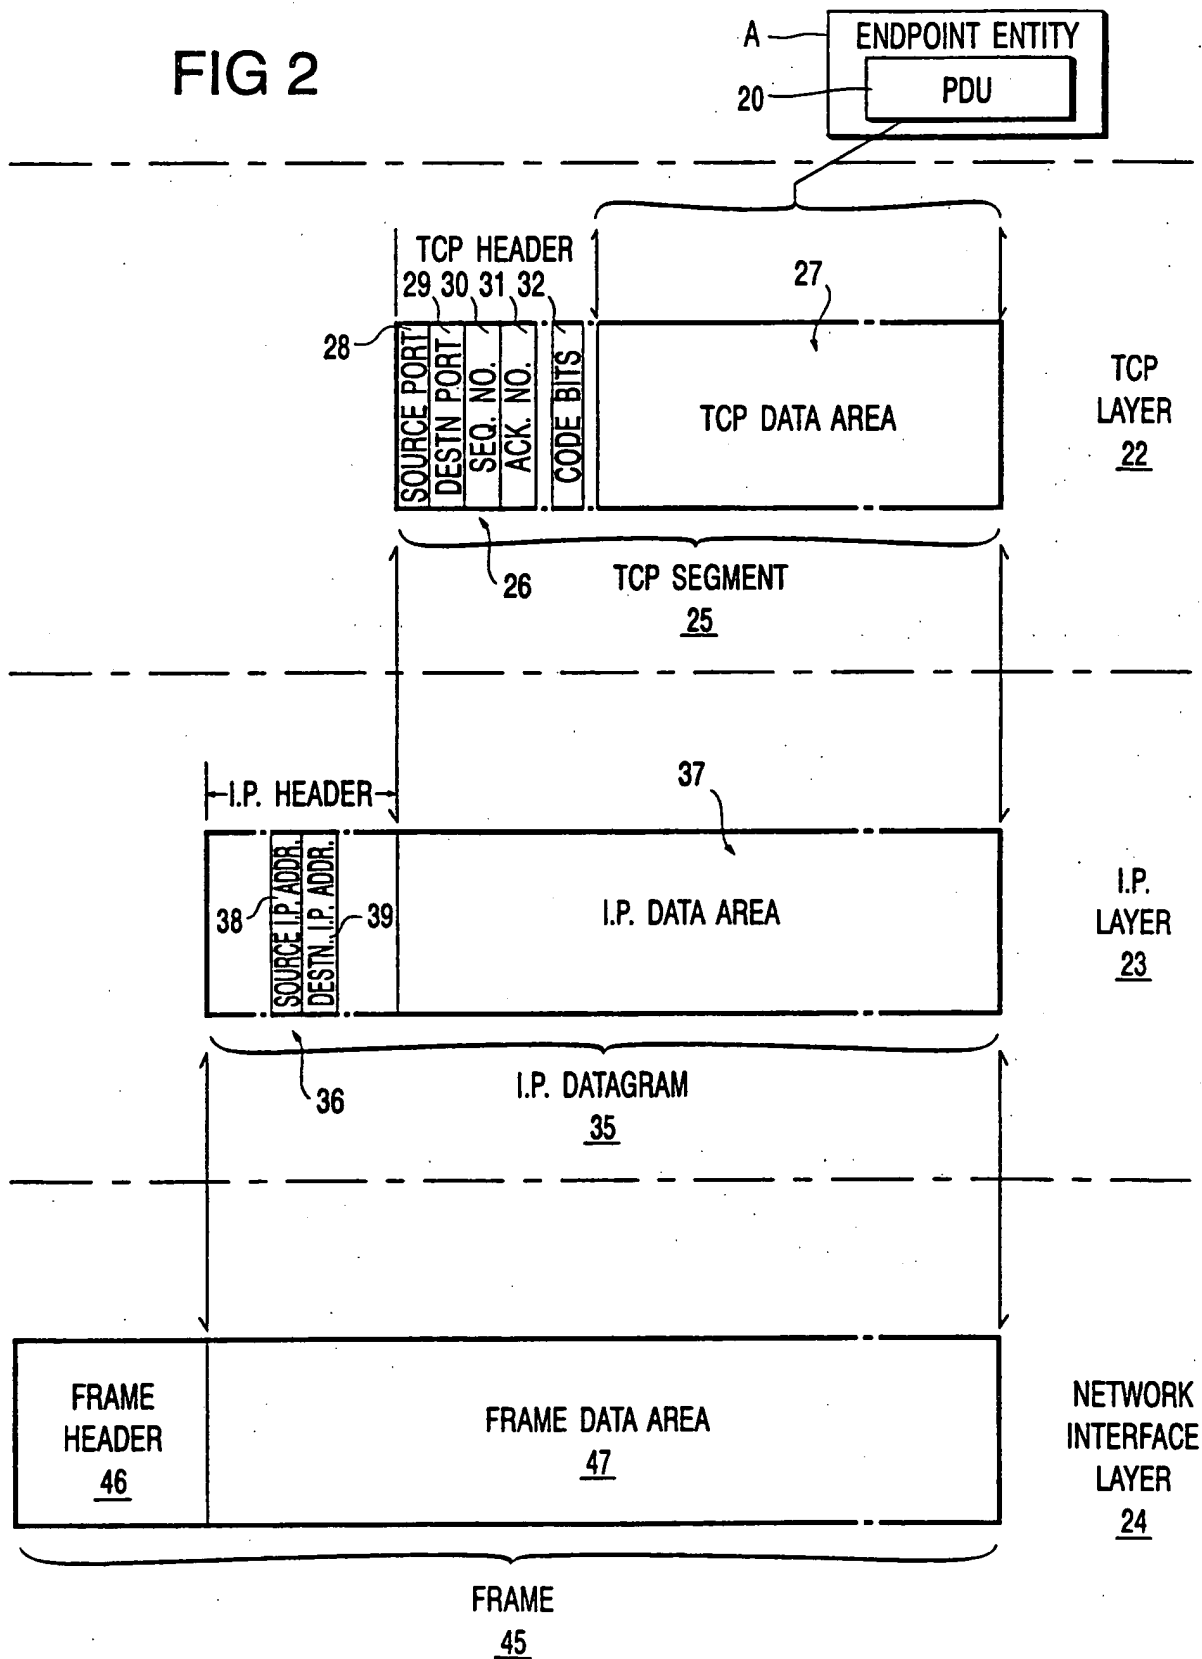 FIG 2
A
ENDPOINT ENTITY
20
PDU
TCP HEADER
29 30 31 32
27
28
SOURCE PORT
DESTN PORT
SEQ. NO.
ACK. NO.
CODE BITS
TCP DATA AREA
TCP
LAYER
22
26
TCP SEGMENT
25
I.P. HEADER
37
38
SOURCE I.P. ADDR.
DESTN. I.P. ADDR.
39
I.P. DATA AREA
I.P.
LAYER
23
36
I.P. DATAGRAM
35
FRAME
HEADER
46
FRAME DATA AREA
47
NETWORK
INTERFACE
LAYER
24
FRAME
45